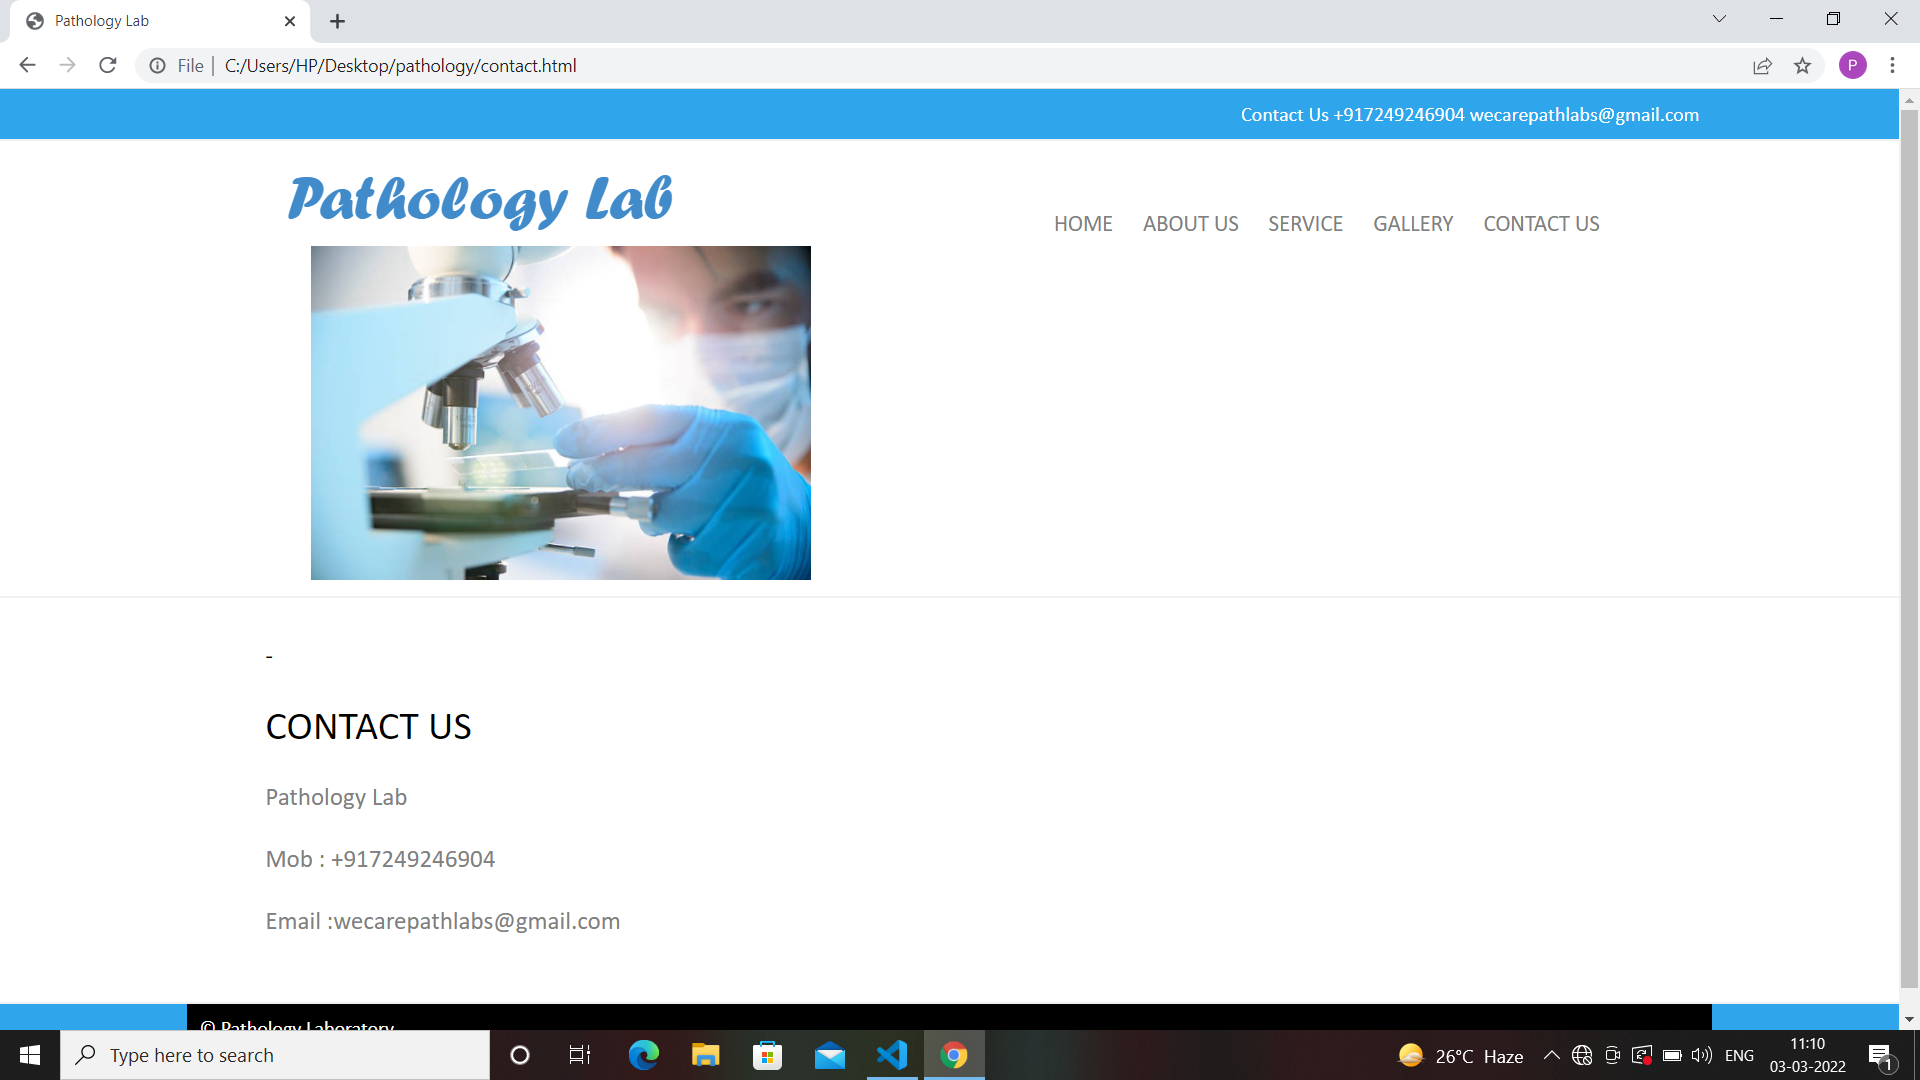 Pathology Lab
File | C:/Users/HP/Desktop/pathology/contact.html
P
Contact Us +917249246904 wecarepathlabs@gmail.com
Pathology Lab
HOME ABOUT US SERVICE GALLERY CONTACT US
-
CONTACT US
Pathology Lab
Mob : +917249246904
Email :wecarepathlabs@gmail.com
© Pathology Laboratory
Type here to search
26°C Haze
ENG
11:10
03-03-2022
1